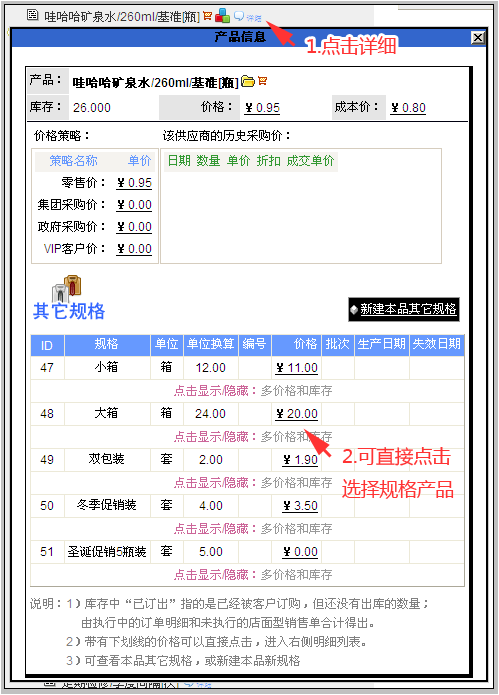 哇哈哈矿泉水/260ml/基准[瓶] 详细
产品信息
1.点击详细
产品： 哇哈哈矿泉水/260ml/基准[瓶]
库存： 26.000 价格： ¥ 0.95 成本价： ¥ 0.80
价格策略： 该供应商的历史采购价：
策略名称 单价 日期 数量 单价 折扣 成交单价
零售价： ¥ 0.95
集团采购价： ¥ 0.00
政府采购价： ¥ 0.00
VIP客户价： ¥ 0.00
其它规格 新建本品其它规格
ID 规格 单位 单位换算 编号 价格 批次 生产日期 失效日期
47 小箱 箱 12.00 ¥ 11.00
点击显示/隐藏：多价格和库存
48 大箱 箱 24.00 ¥ 20.00
点击显示/隐藏：多价格和库存
49 双包装 套 2.00 ¥ 1.90
点击显示/隐藏：多价格和库存
2.可直接点击
选择规格产品
50 冬季促销装 套 4.00 ¥ 3.50
点击显示/隐藏：多价格和库存
51 圣诞促销5瓶装 套 5.00 ¥ 0.00
点击显示/隐藏：多价格和库存
说明：1）库存中“已订出”指的是已经被客户订购，但还没有出库的数量；
由执行中的订单明细和未执行的店面型销售单合计得出。
2）带有下划线的价格可以直接点击，进入右侧明细列表。
3）可查看本品其它规格，或新建本品新规格